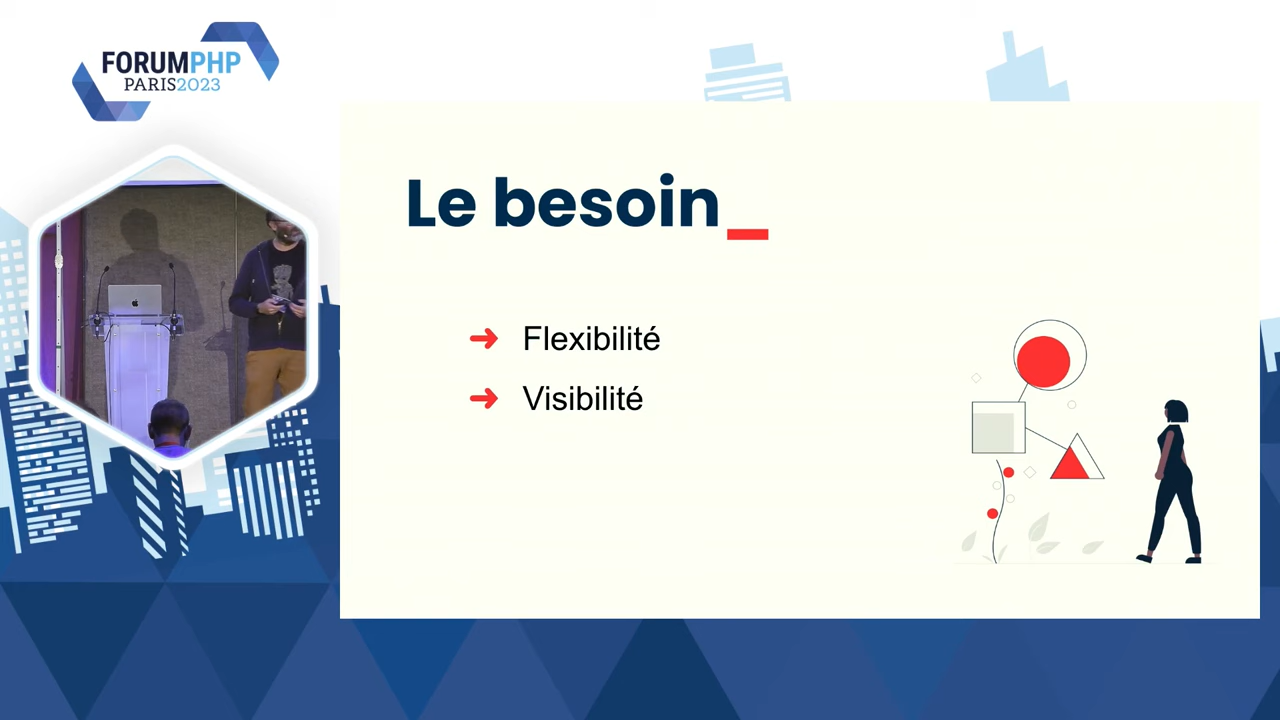 FORUMPHP
PARIS2023
Le besoin_
➜ Flexibilité
➜ Visibilité